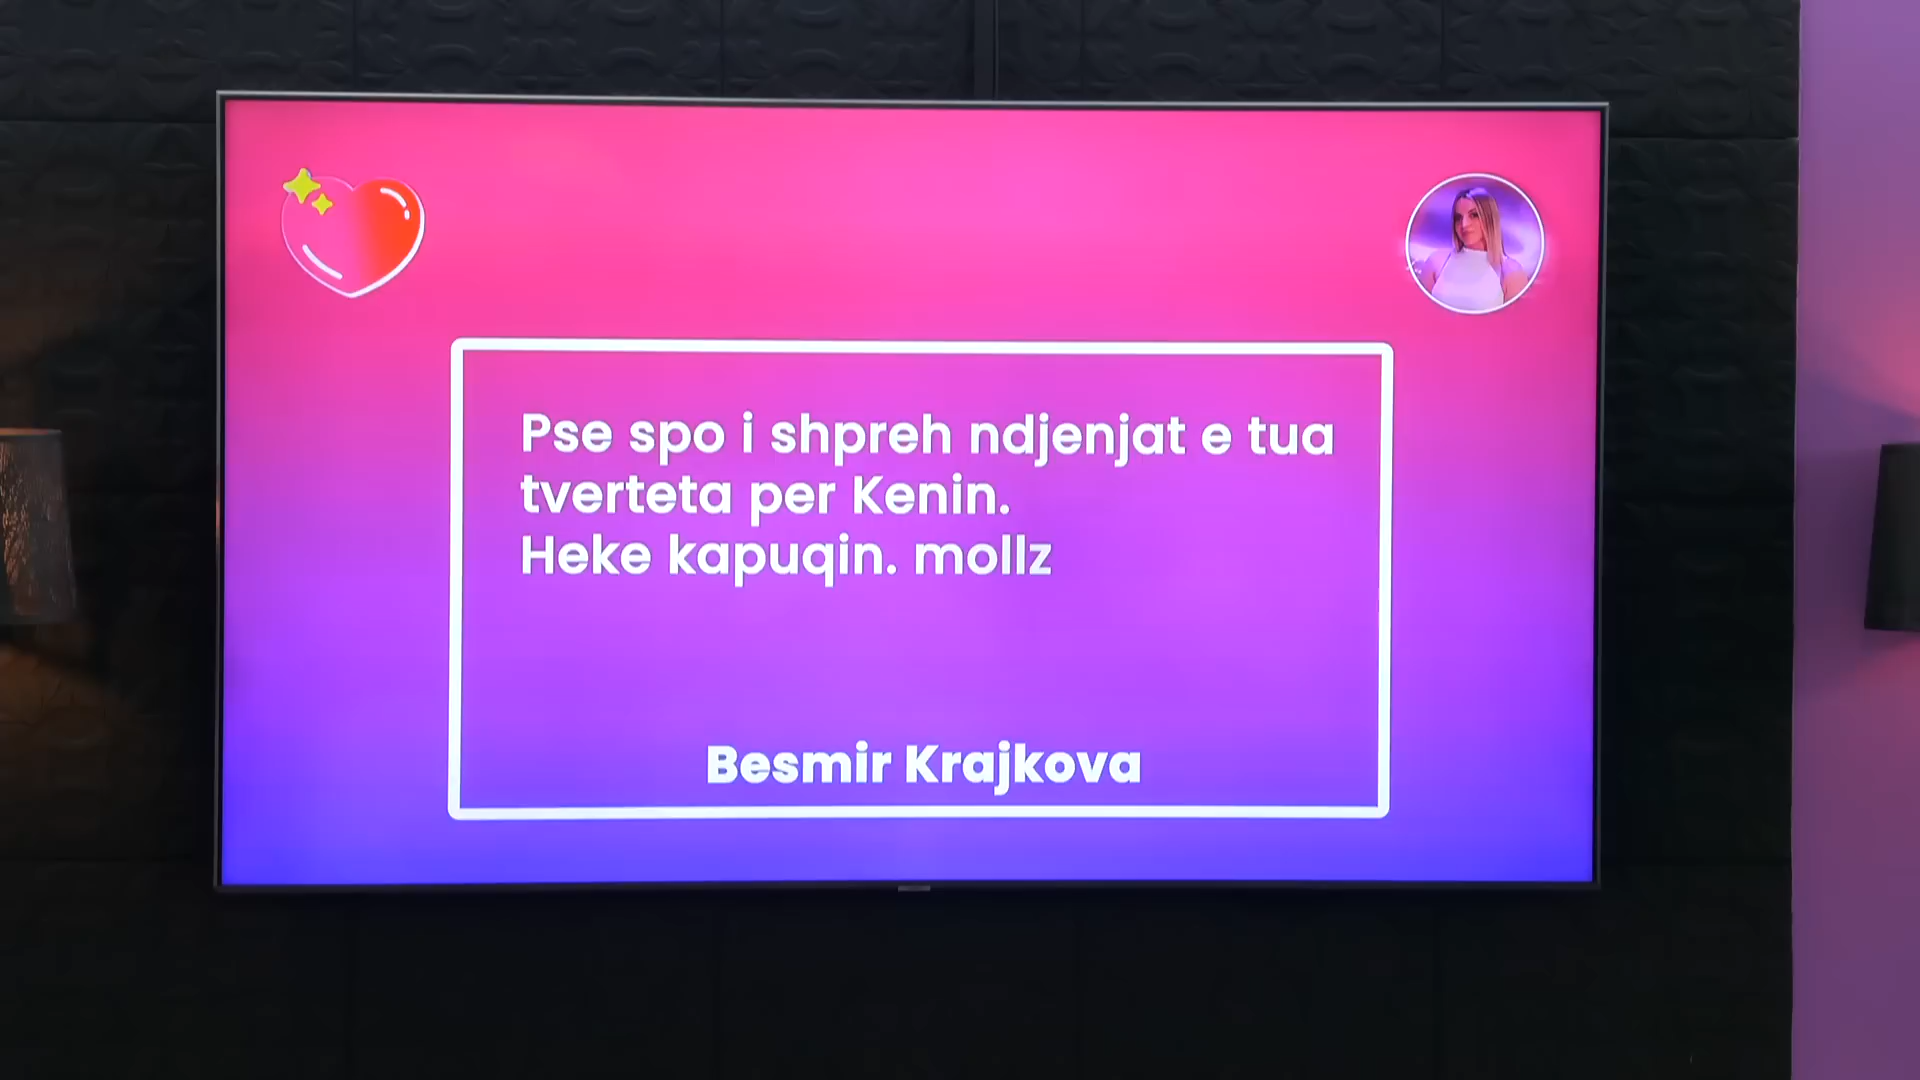 Pse spo i shpreh ndjenjat e tua
tverteta per Kenin.
Heke kapuqin. mollz
Besmir Krajkova